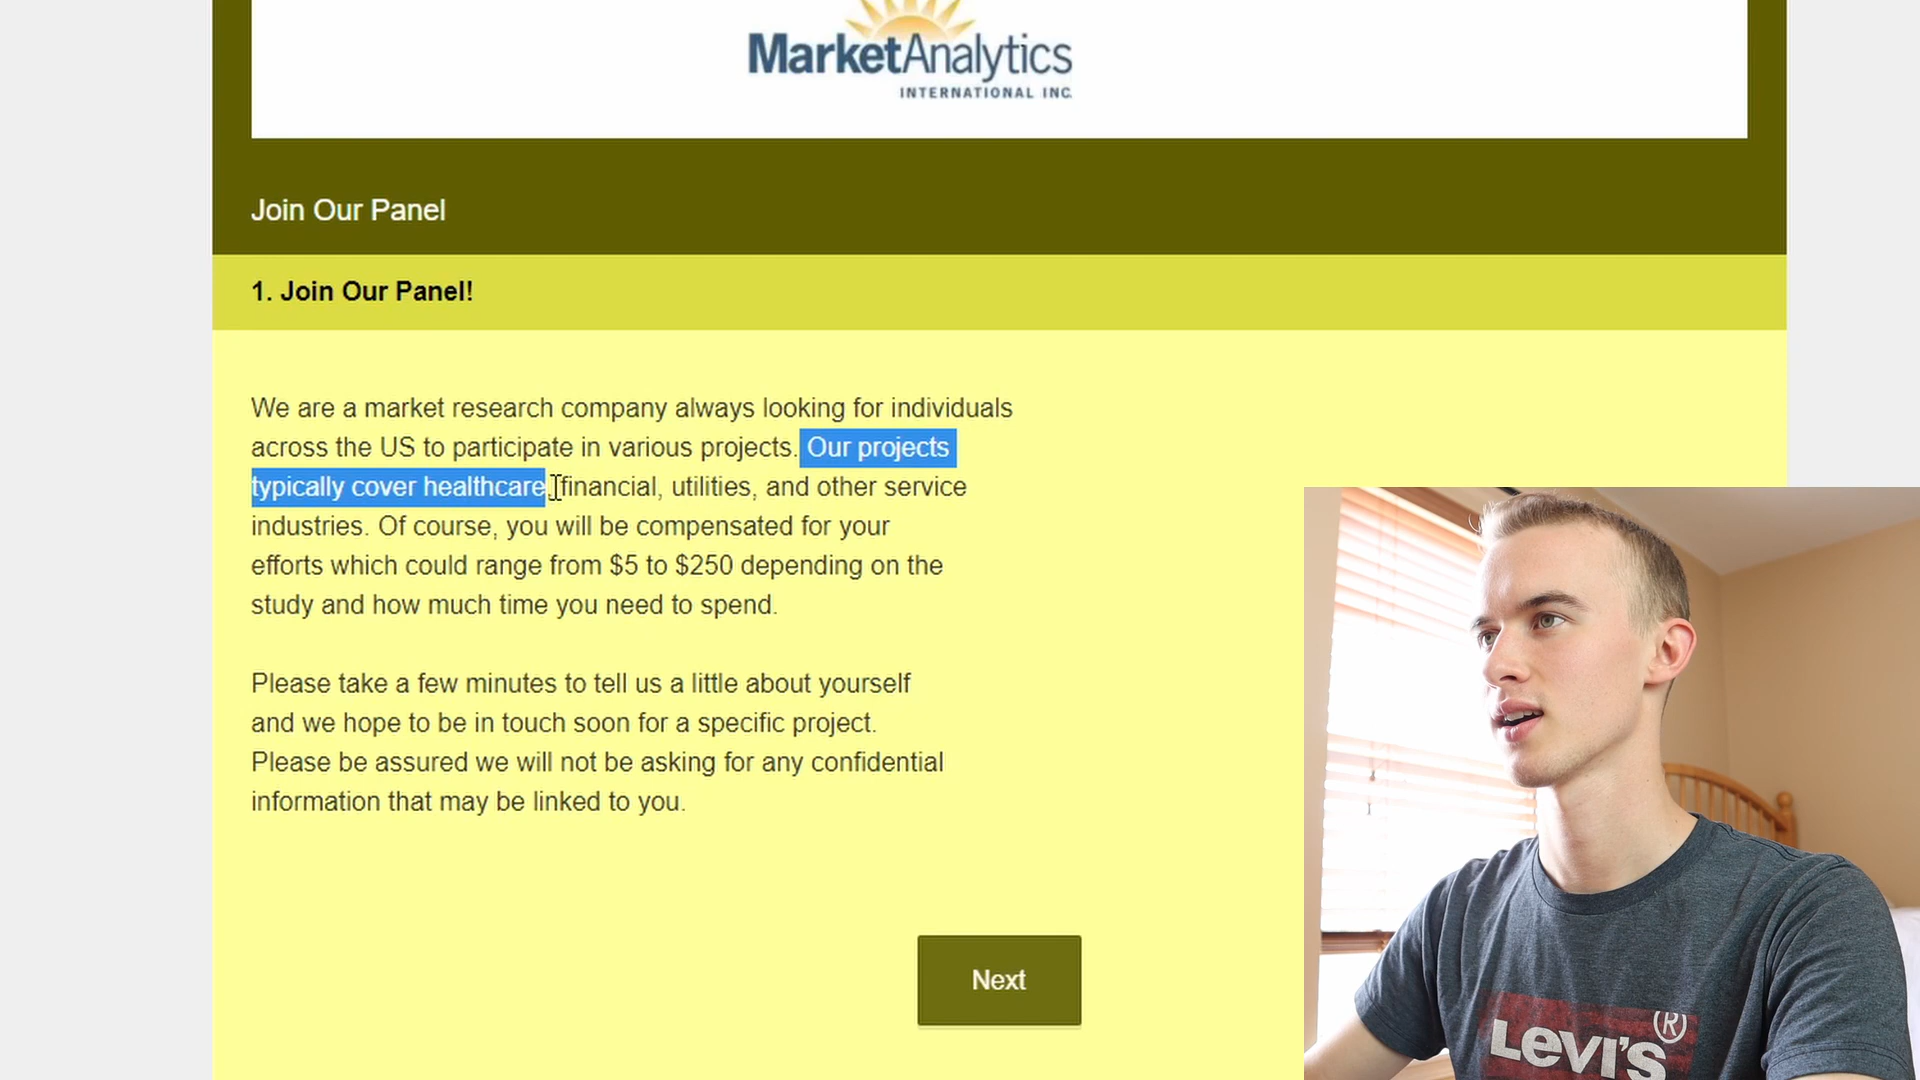 MarketAnalytics
INTERNATIONAL INC.
Join Our Panel
1. Join Our Panel!
We are a market research company always looking for individuals
across the US to participate in various projects. Our projects
typically cover healthcare, financial, utilities, and other service
industries. Of course, you will be compensated for your
efforts which could range from $5 to $250 depending on the
study and how much time you need to spend.
Please take a few minutes to tell us a little about yourself
and we hope to be in touch soon for a specific project.
Please be assured we will not be asking for any confidential
information that may be linked to you.
Next
LEVI'S ®